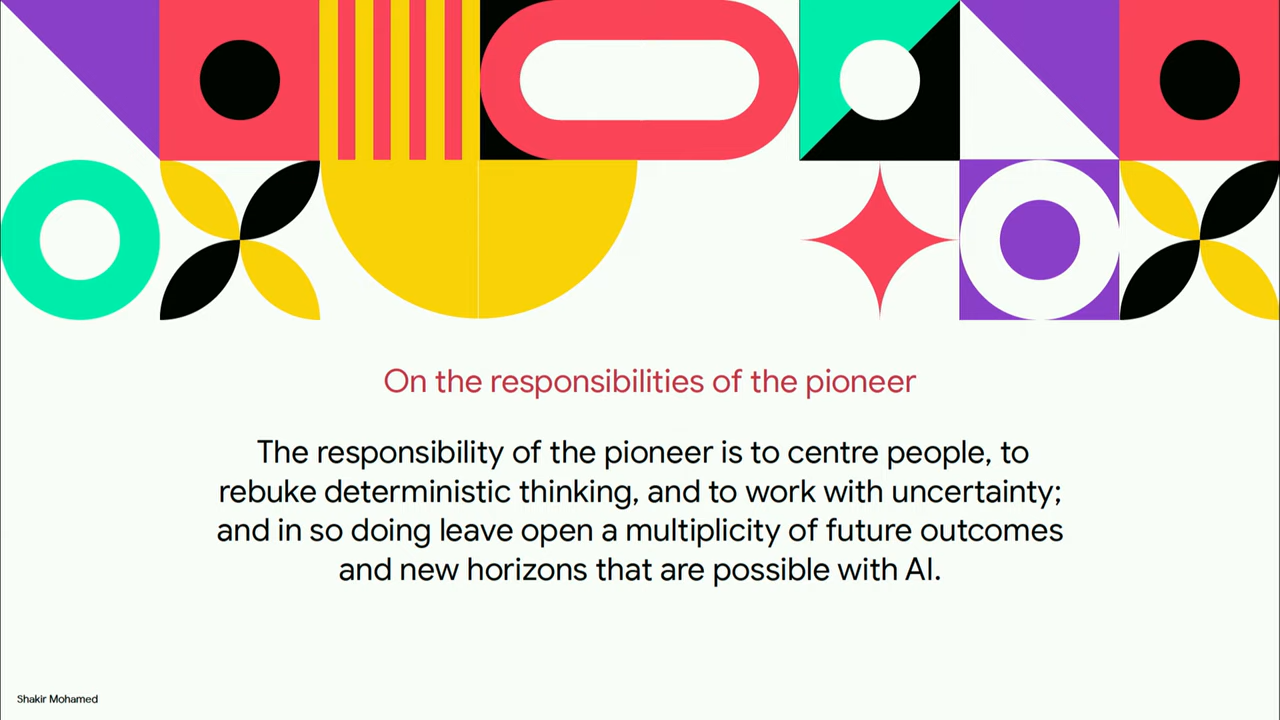 On the responsibilities of the pioneer
The responsibility of the pioneer is to centre people, to
rebuke deterministic thinking, and to work with uncertainty;
and in so doing leave open a multiplicity of future outcomes
and new horizons that are possible with AI.
Shakir Mohamed